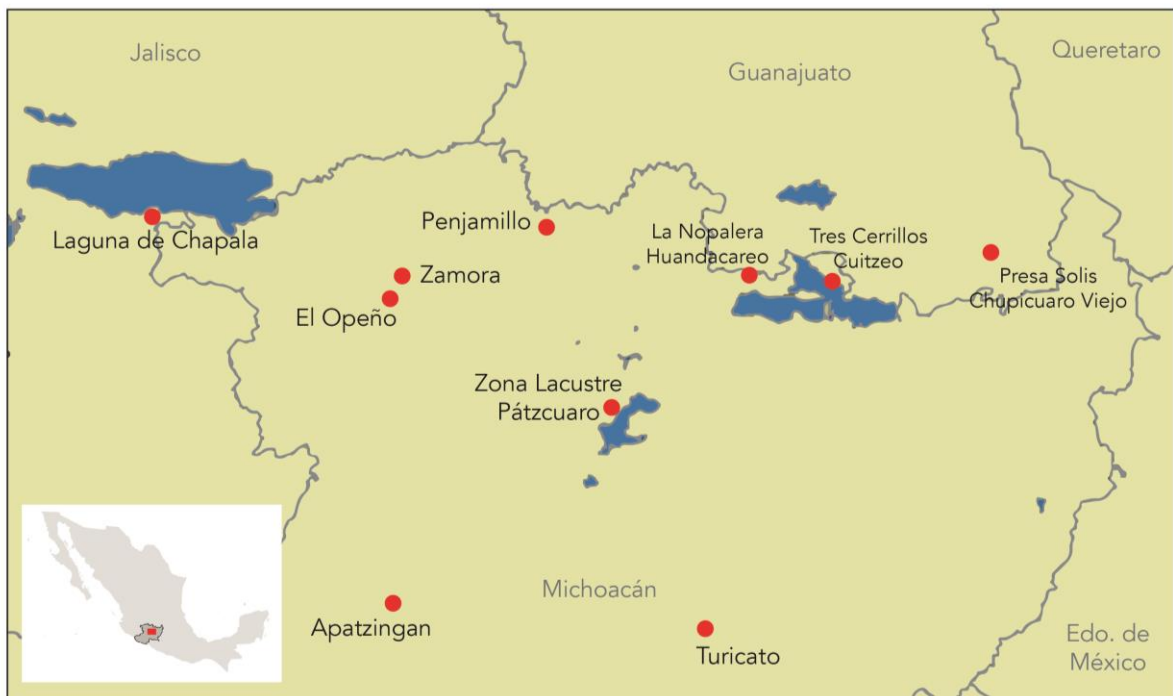 Jalisco
Guanajuato
Queretaro
Laguna de Chapala
Penjamillo
La Nopalera
Huandacareo
Tres Cerrillos
Cuitzeo
Presa Solis
Chupicuaro Viejo
Zamora
El Opeño
Zona Lacustre
Pátzcuaro
Michoacán
Apatzingan
Turicato
Edo. de
México